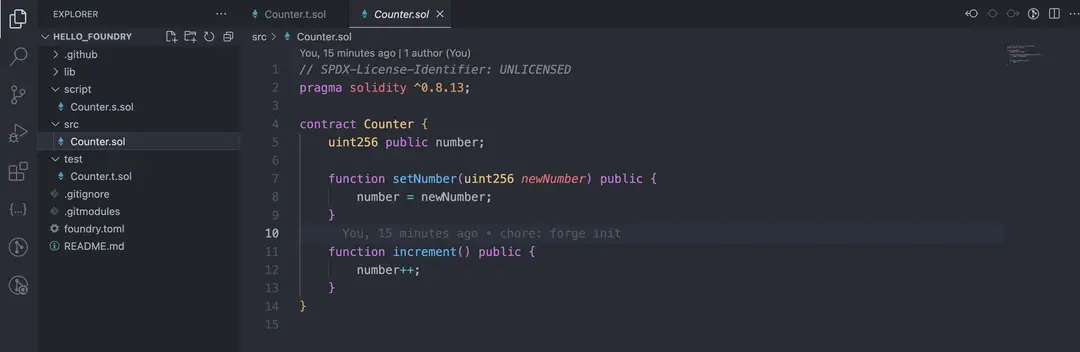 EXPLORER
···
HELLO_FOUNDRY
.github
lib
script
Counter.s.sol
src
Counter.sol
test
Counter.t.sol
.gitignore
.gitmodules
foundry.toml
README.md
Counter.t.sol
Counter.sol
src > Counter.sol
You, 15 minutes ago | 1 author (You)
1 // SPDX-License-Identifier: UNLICENSED
2 pragma solidity ^0.8.13;
3
4 contract Counter {
5 uint256 public number;
6
7 function setNumber(uint256 newNumber) public {
8 number = newNumber;
9 }
10 You, 15 minutes ago • chore: forge init
11 function increment() public {
12 number++;
13 }
14 }
15